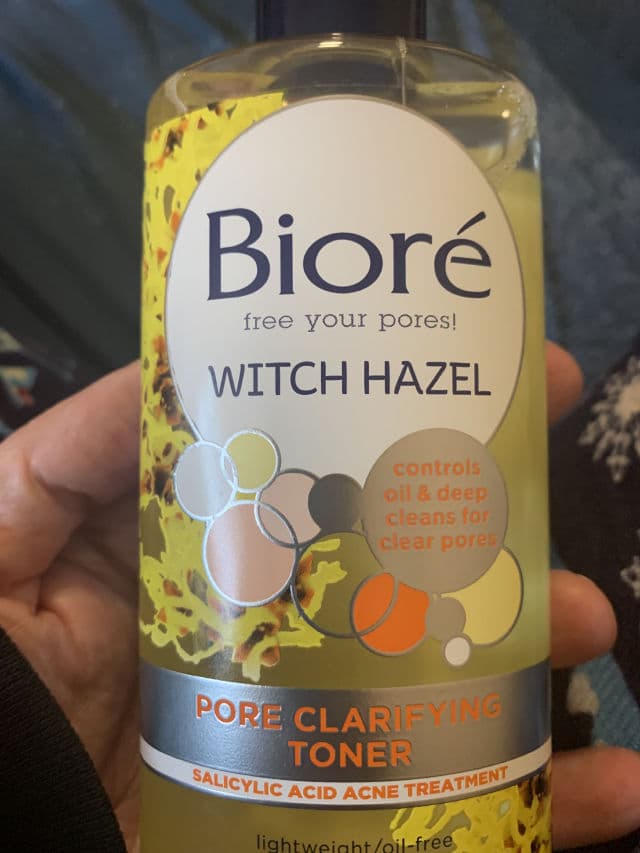 Bioré
free your pores!
WITCH HAZEL
controls
oil & deep
cleans for
clear pores
PORE CLARIFYING
TONER
SALICYLIC ACID ACNE TREATMENT
lightweight/oil-free